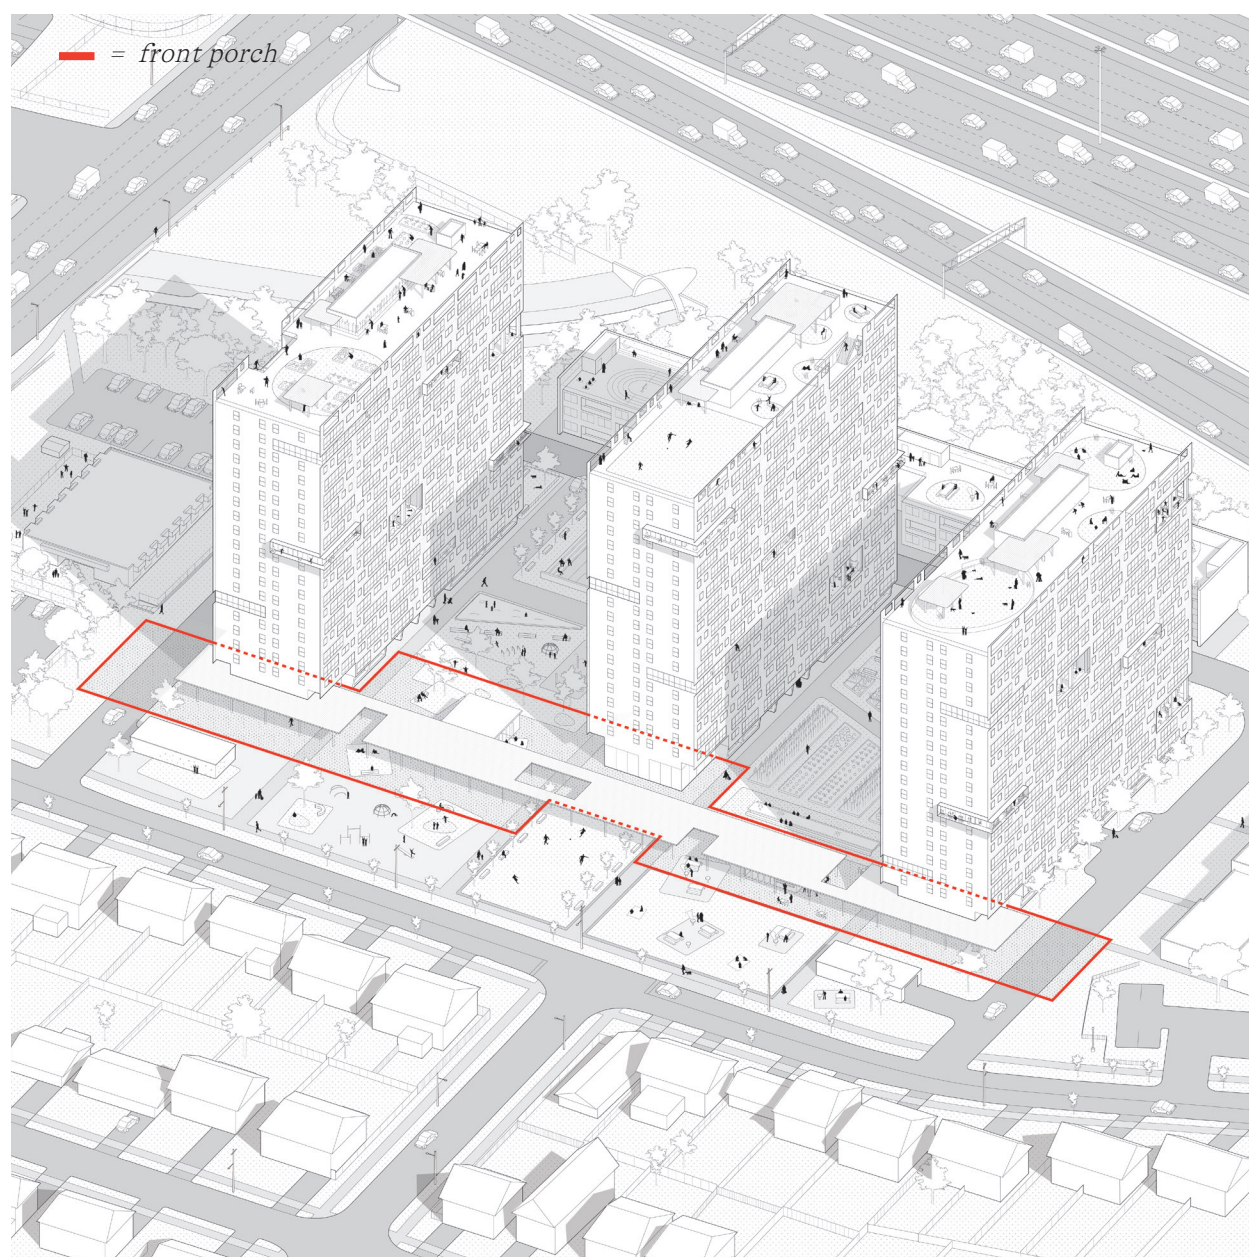 = front porch